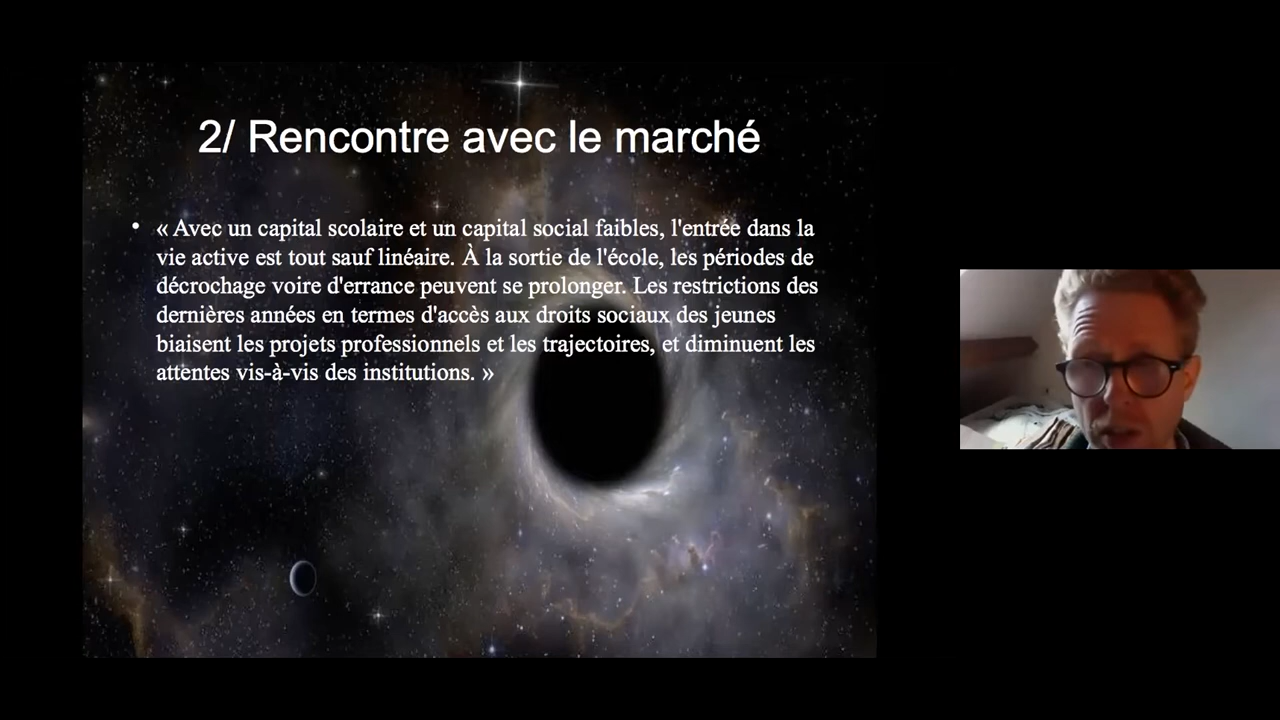 2/ Rencontre avec le marché
• « Avec un capital scolaire et un capital social faibles, l'entrée dans la
vie active est tout sauf linéaire. À la sortie de l'école, les périodes de
décrochage voire d'errance peuvent se prolonger. Les restrictions des
dernières années en termes d'accès aux droits sociaux des jeunes
biaisent les projets professionnels et les trajectoires, et diminuent les
attentes vis-à-vis des institutions. »